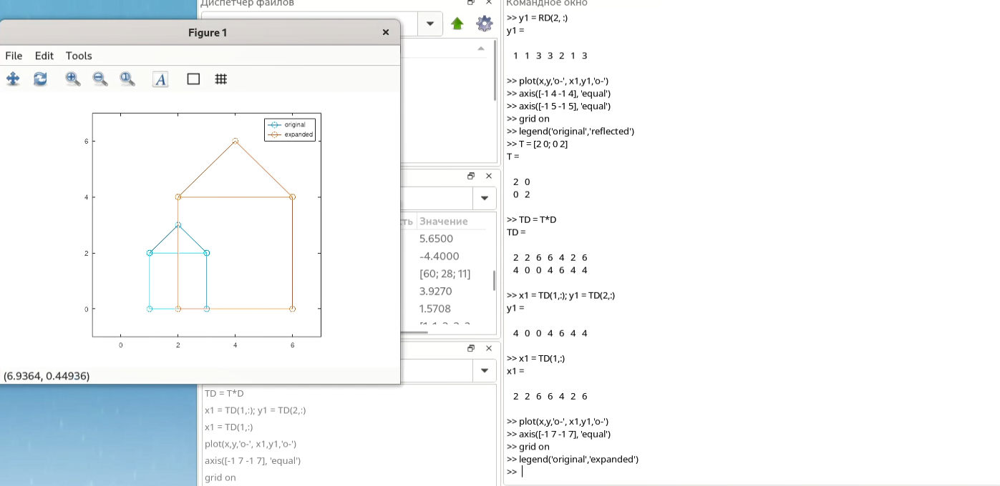 Диспетчер файлов
Figure 1
File Edit Tools
A
original
expanded
6
4
2
0
0 2 4 6
(6.9364, 0.44936)
ть Значение
5.6500
-4.4000
[60; 28; 11]
3.9270
1.5708
TD = T*D
x1 = TD(1,:); y1 = TD(2,:)
x1 = TD(1,:)
plot(x,y,'o-', x1,y1,'o-')
axis([-1 7 -1 7], 'equal')
grid on
Командное окно
>> y1 = RD(2, :)
y1 =
1 1 3 3 2 1 3
>> plot(x,y,'o-', x1,y1,'o-')
>> axis([-1 4 -1 4], 'equal')
>> axis([-1 5 -1 5], 'equal')
>> grid on
>> legend('original','reflected')
>> T = [2 0; 0 2]
T =
2 0
0 2
>> TD = T*D
TD =
2 2 6 6 4 2 6
4 0 0 4 6 4 4
>> x1 = TD(1,:); y1 = TD(2,:)
y1 =
4 0 0 4 6 4 4
>> x1 = TD(1,:)
x1 =
2 2 6 6 4 2 6
>> plot(x,y,'o-', x1,y1,'o-')
>> axis([-1 7 -1 7], 'equal')
>> grid on
>> legend('original','expanded')
>>